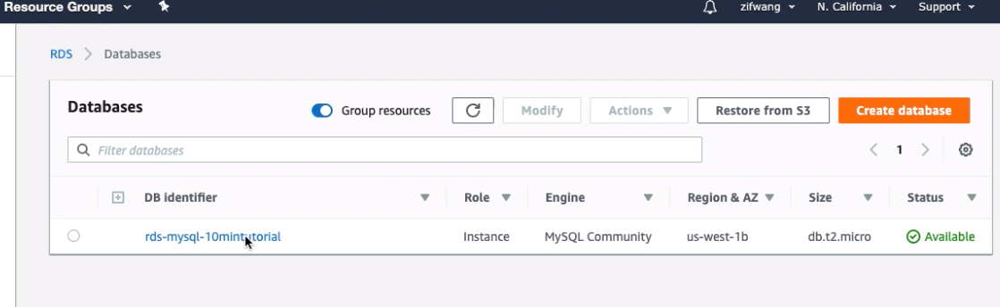 Resource Groups zifwang N. California Support
RDS > Databases
Databases Group resources Modify Actions Restore from S3 Create database
Filter databases 1
DB identifier Role Engine Region & AZ Size Status
rds-mysql-10mintutorial Instance MySQL Community us-west-1b db.t2.micro Available